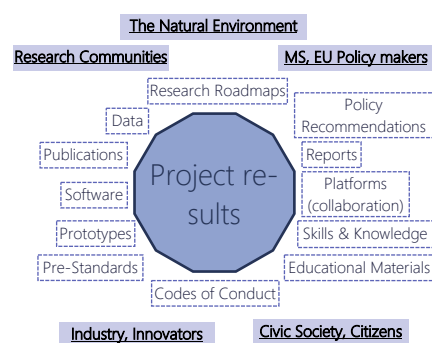 The Natural Environment
Research Communities
MS, EU Policy makers
Research Roadmaps
Policy
Recommendations
Data
Publications
Reports
Project re-
sults
Platforms
(collaboration)
Software
Prototypes
Skills & Knowledge
Pre-Standards
Educational Materials
Codes of Conduct
Industry, Innovators
Civic Society, Citizens